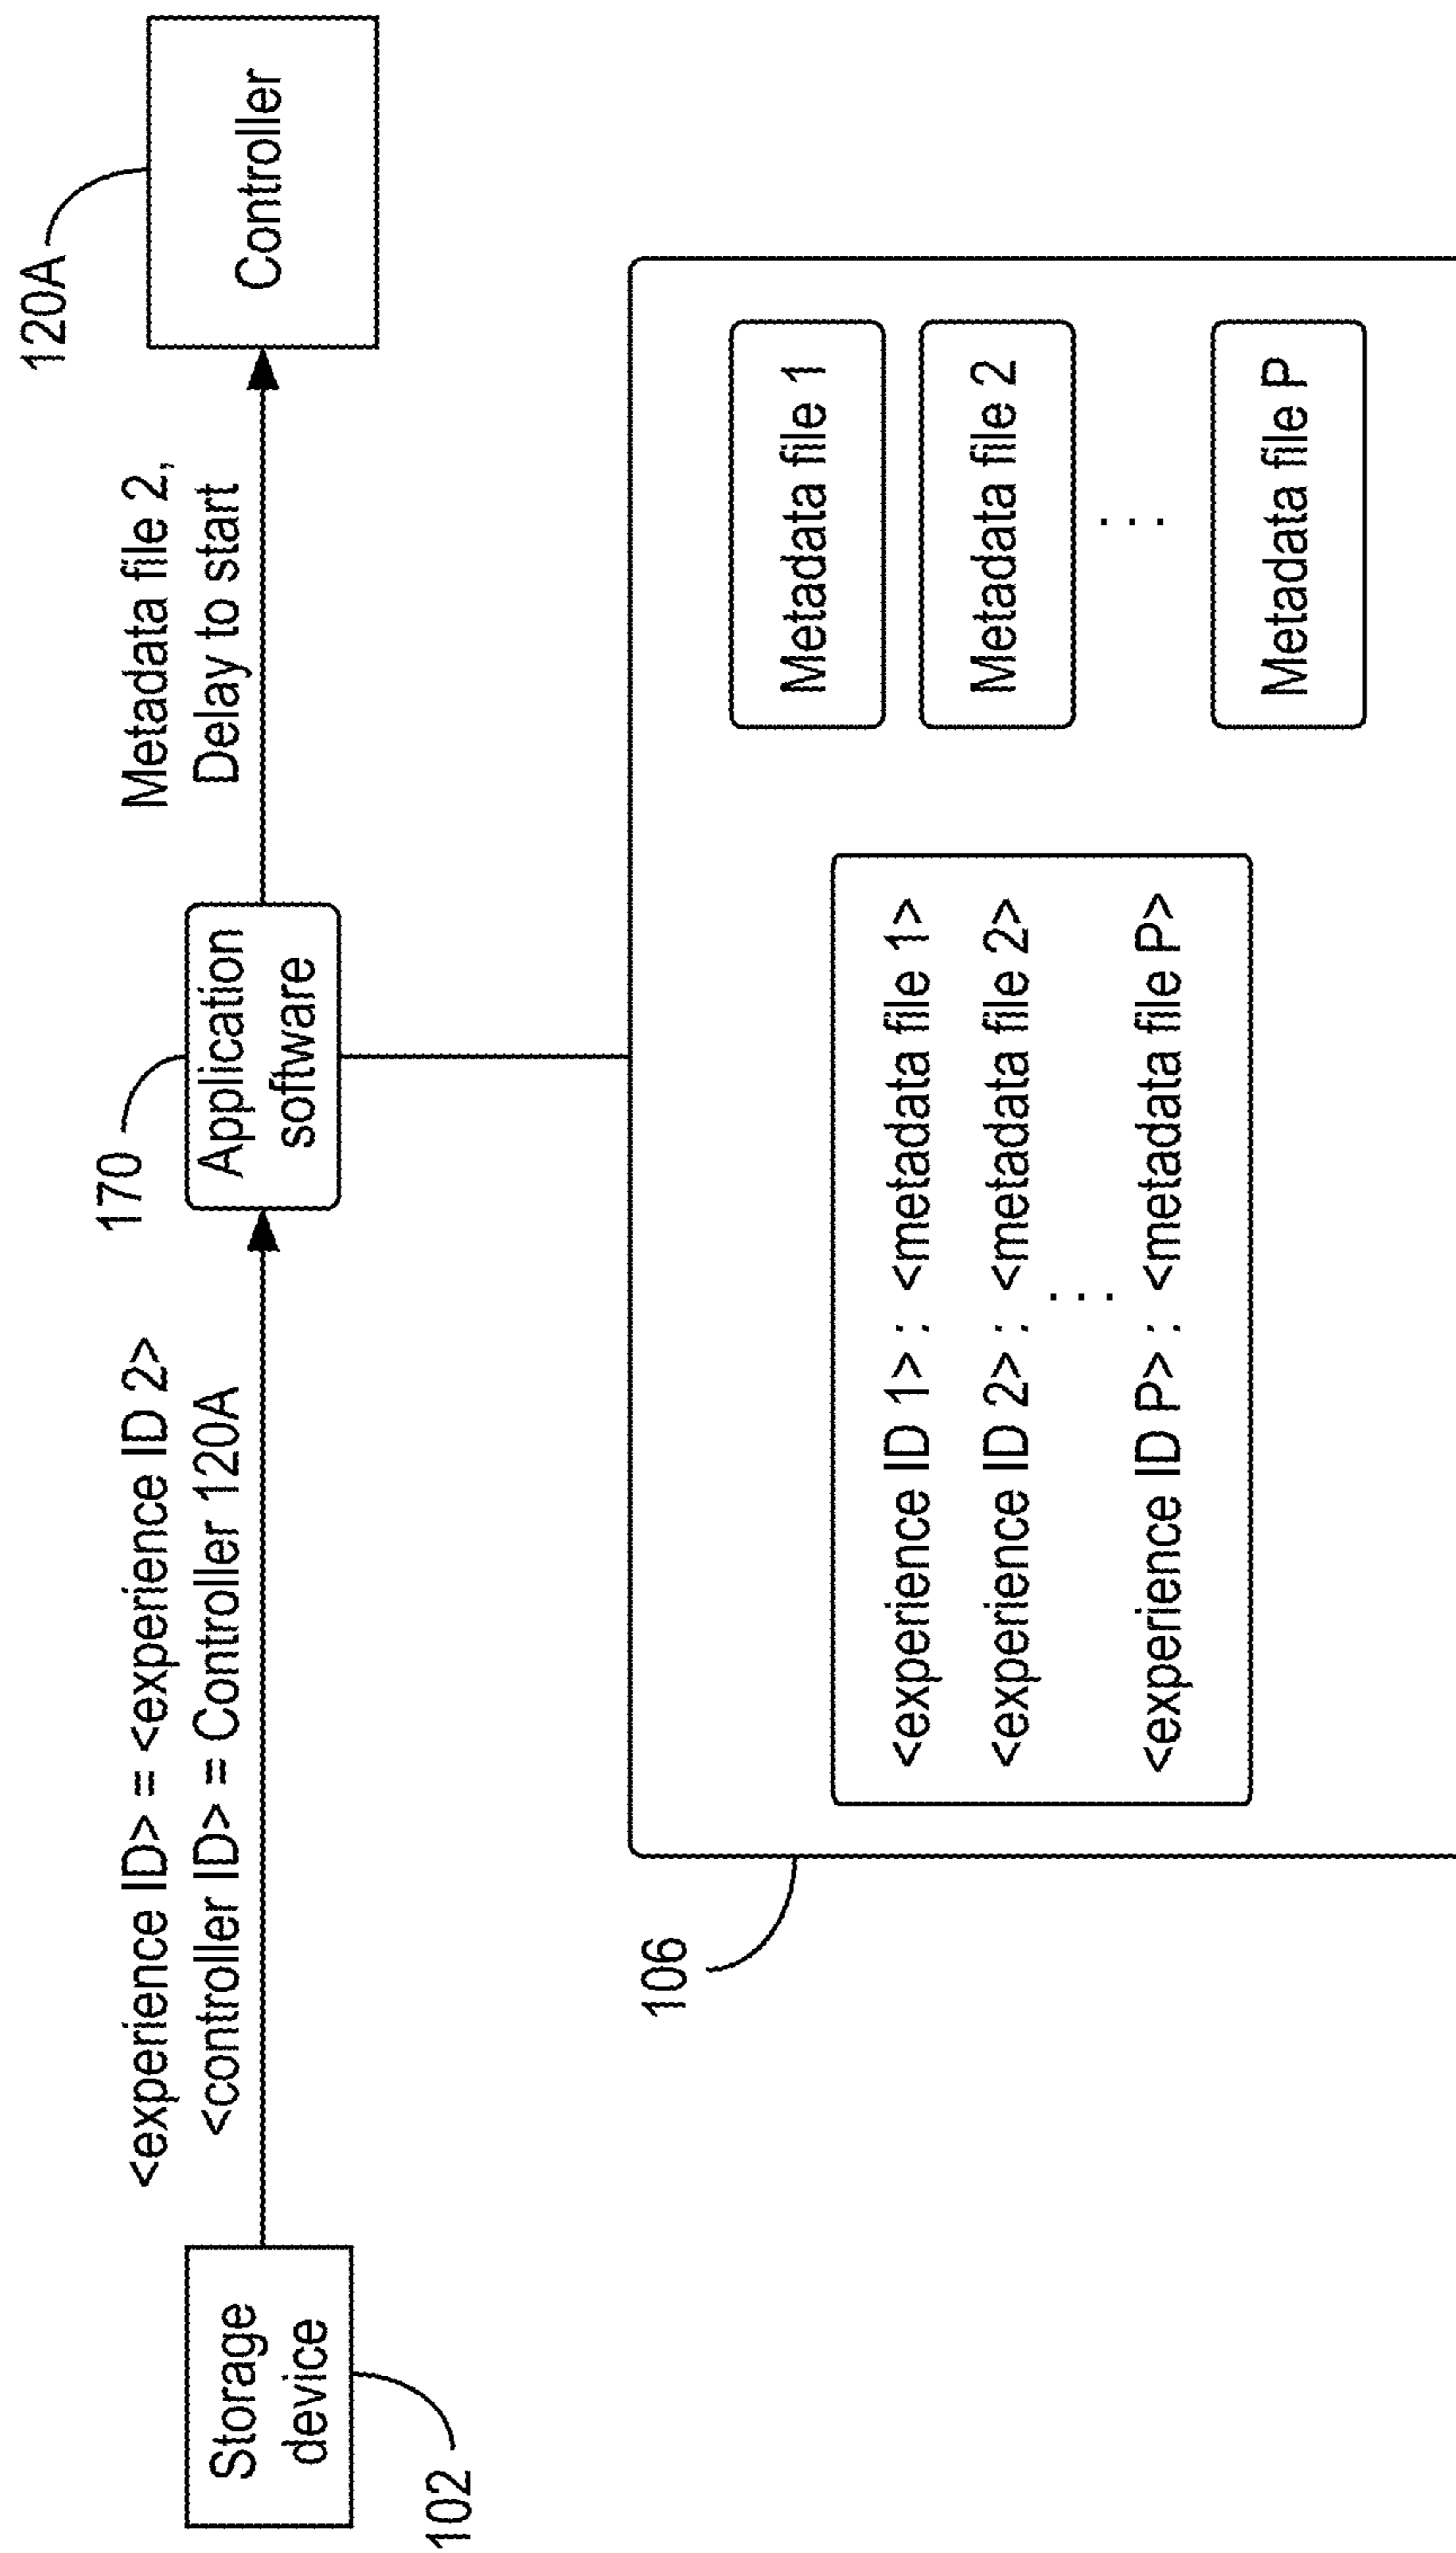 120A
Controller
Metadata file 2,
Delay to start
170
Application
software
<experience ID> = <experience ID 2>
<controller ID> = Controller 120A
Storage
device
102
106
<experience ID 1> : <metadata file 1>
<experience ID 2> : <metadata file 2>
...
<experience ID P> : <metadata file P>
Metadata file 1
Metadata file 2
...
Metadata file P